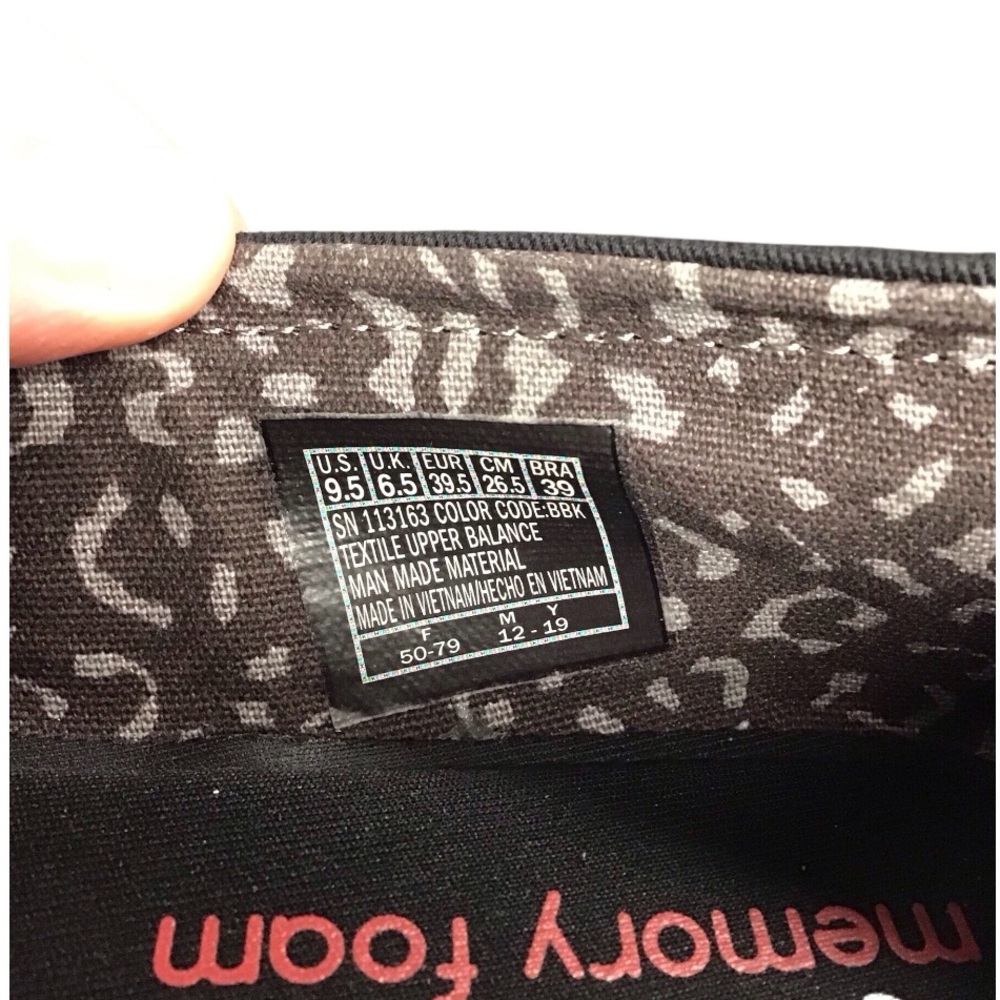 U.S. U.K. EUR CM BRA
9.5 6.5 39.5 26.5 39
SN 113163 COLOR CODE:BBK
TEXTILE UPPER BALANCE
MAN MADE MATERIAL
MADE IN VIETNAM/HECHO EN VIETNAM
F M Y
50-79 12-19
memory foam